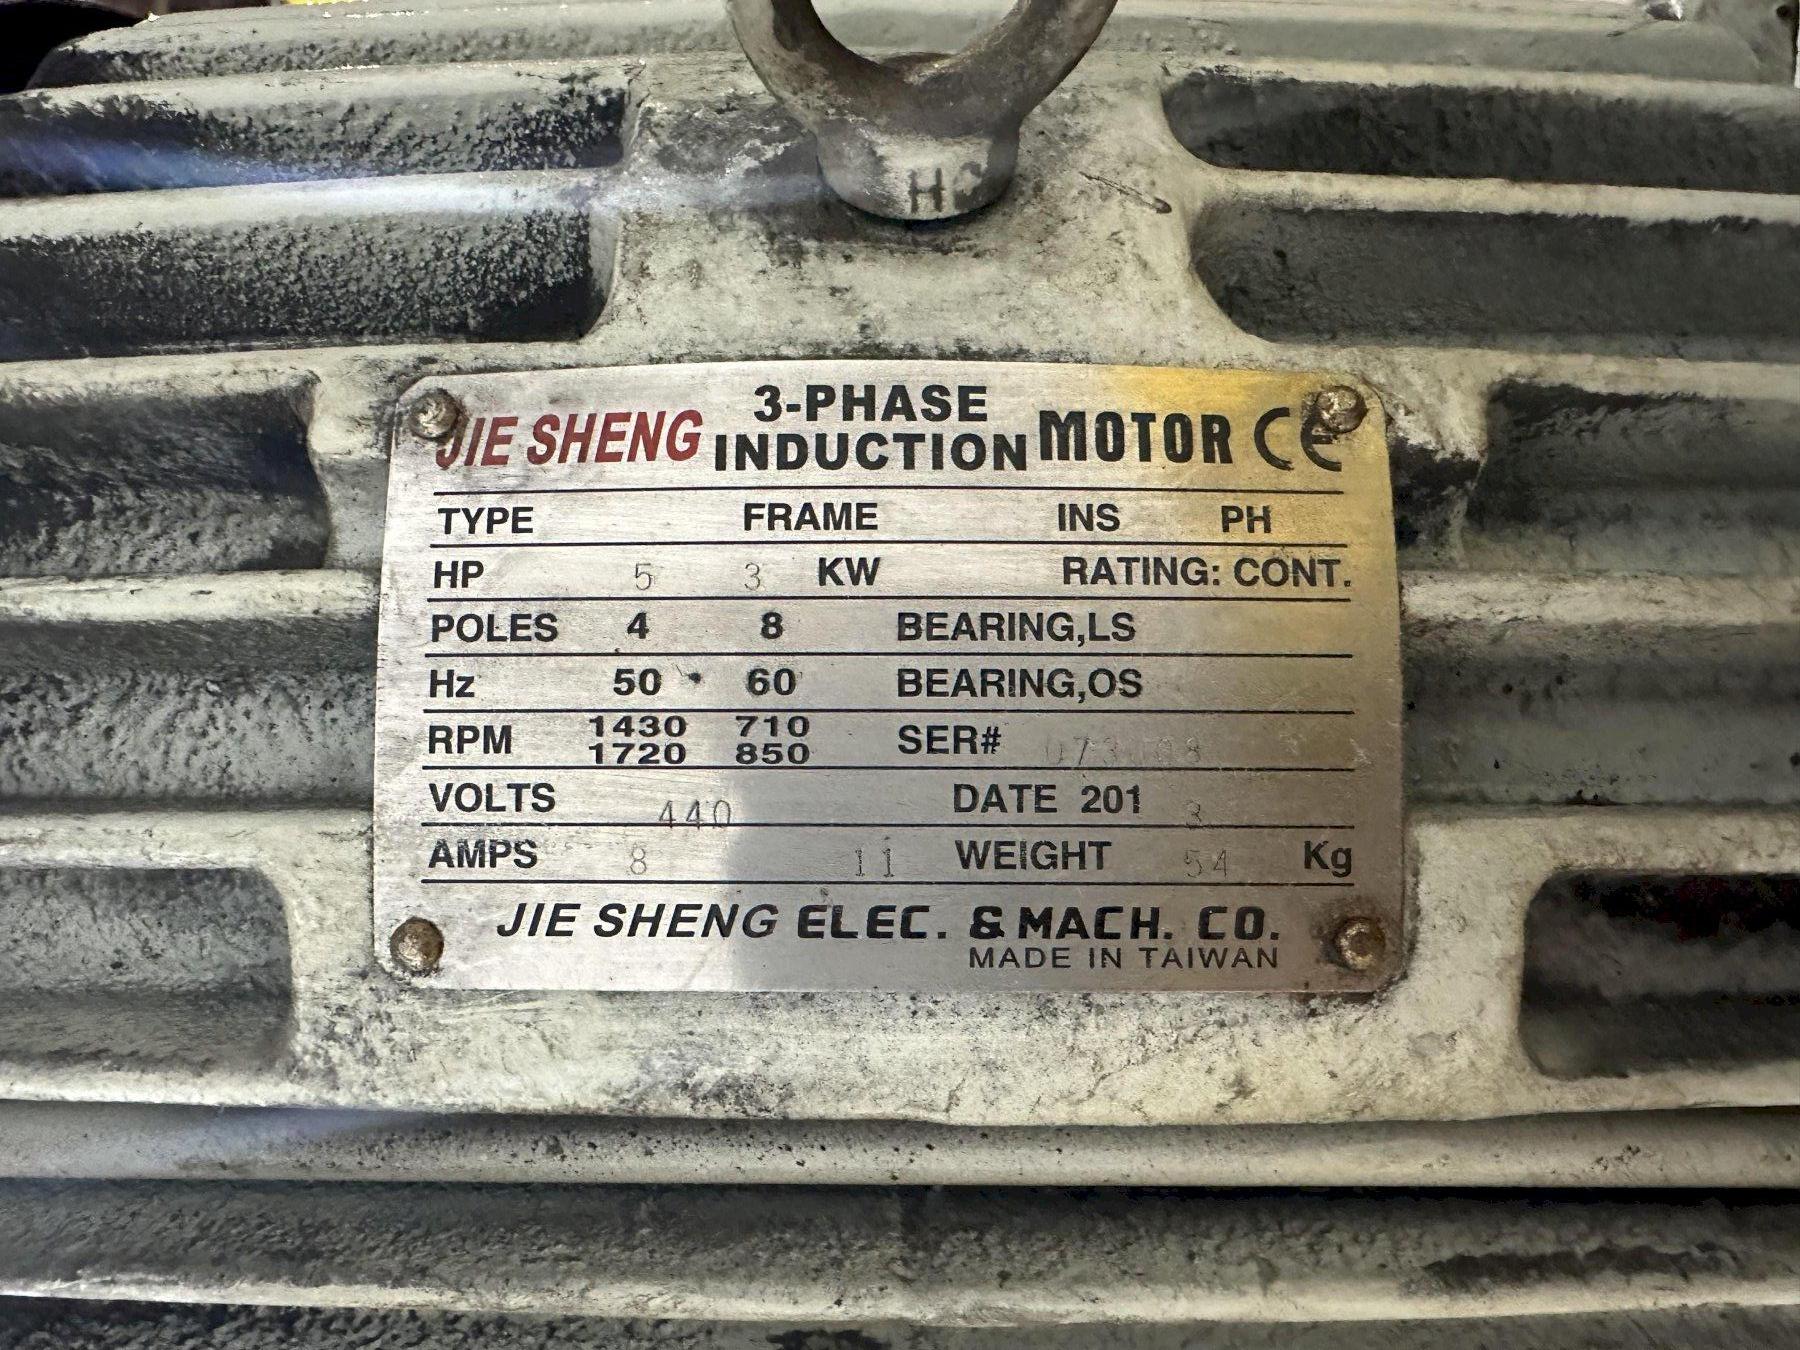 HC
JIE SHENG 3-PHASE INDUCTION MOTOR CE
TYPE FRAME INS PH
HP 5 3 KW RATING: CONT.
POLES 4 8 BEARING,LS
Hz 50 60 BEARING,OS
RPM 1430 710 SER#
1720 850
VOLTS 440 DATE 201 3
AMPS 8 11 WEIGHT 54 Kg
JIE SHENG ELEC. & MACH. CO.
MADE IN TAIWAN